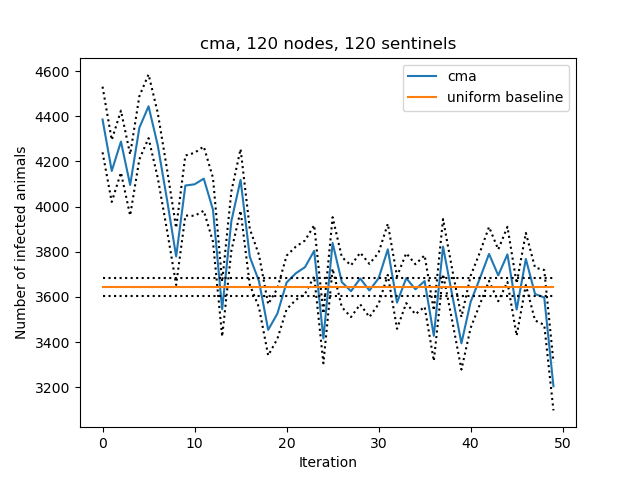 cma, 120 nodes, 120 sentinels
cma
uniform baseline
Number of infected animals
4600
4400
4200
4000
3800
3600
3400
3200
0 10 20 30 40 50
Iteration